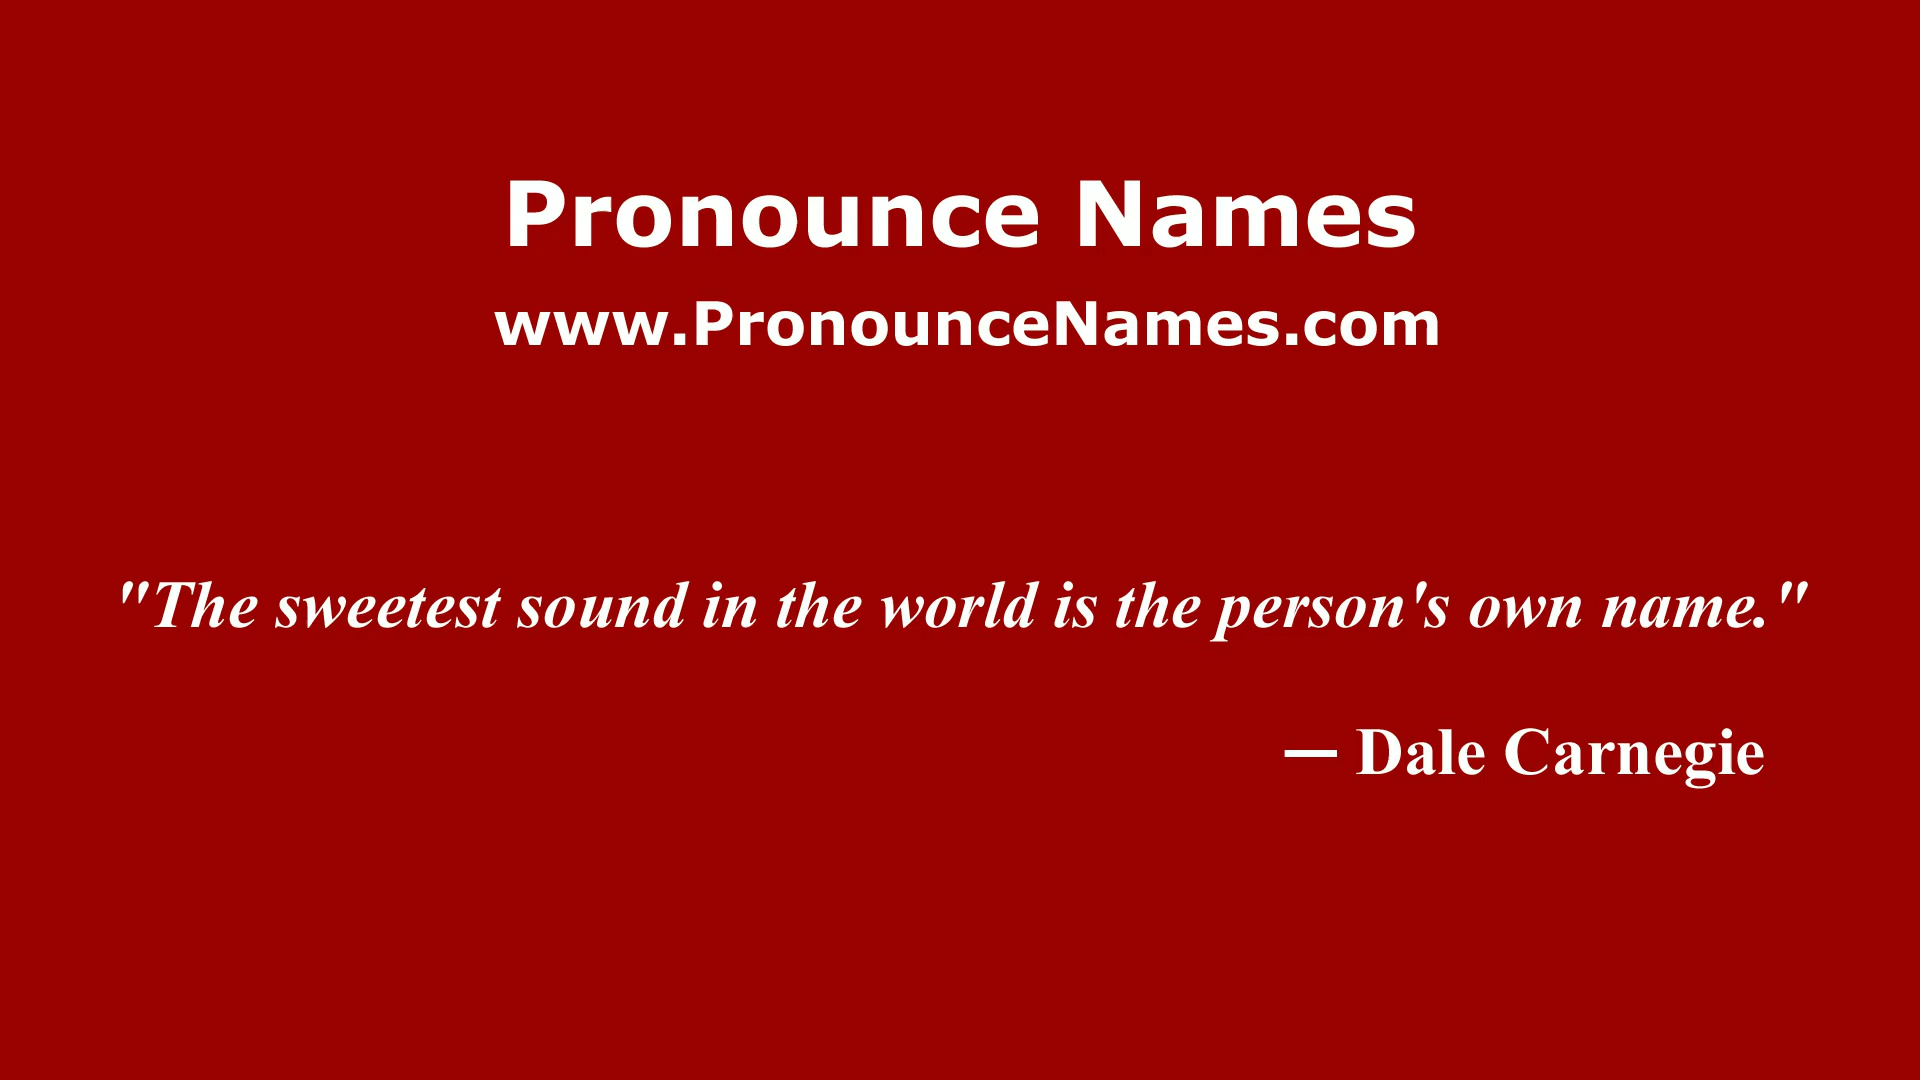 Pronounce Names
www.PronounceNames.com
"The sweetest sound in the world is the person's own name."
— Dale Carnegie